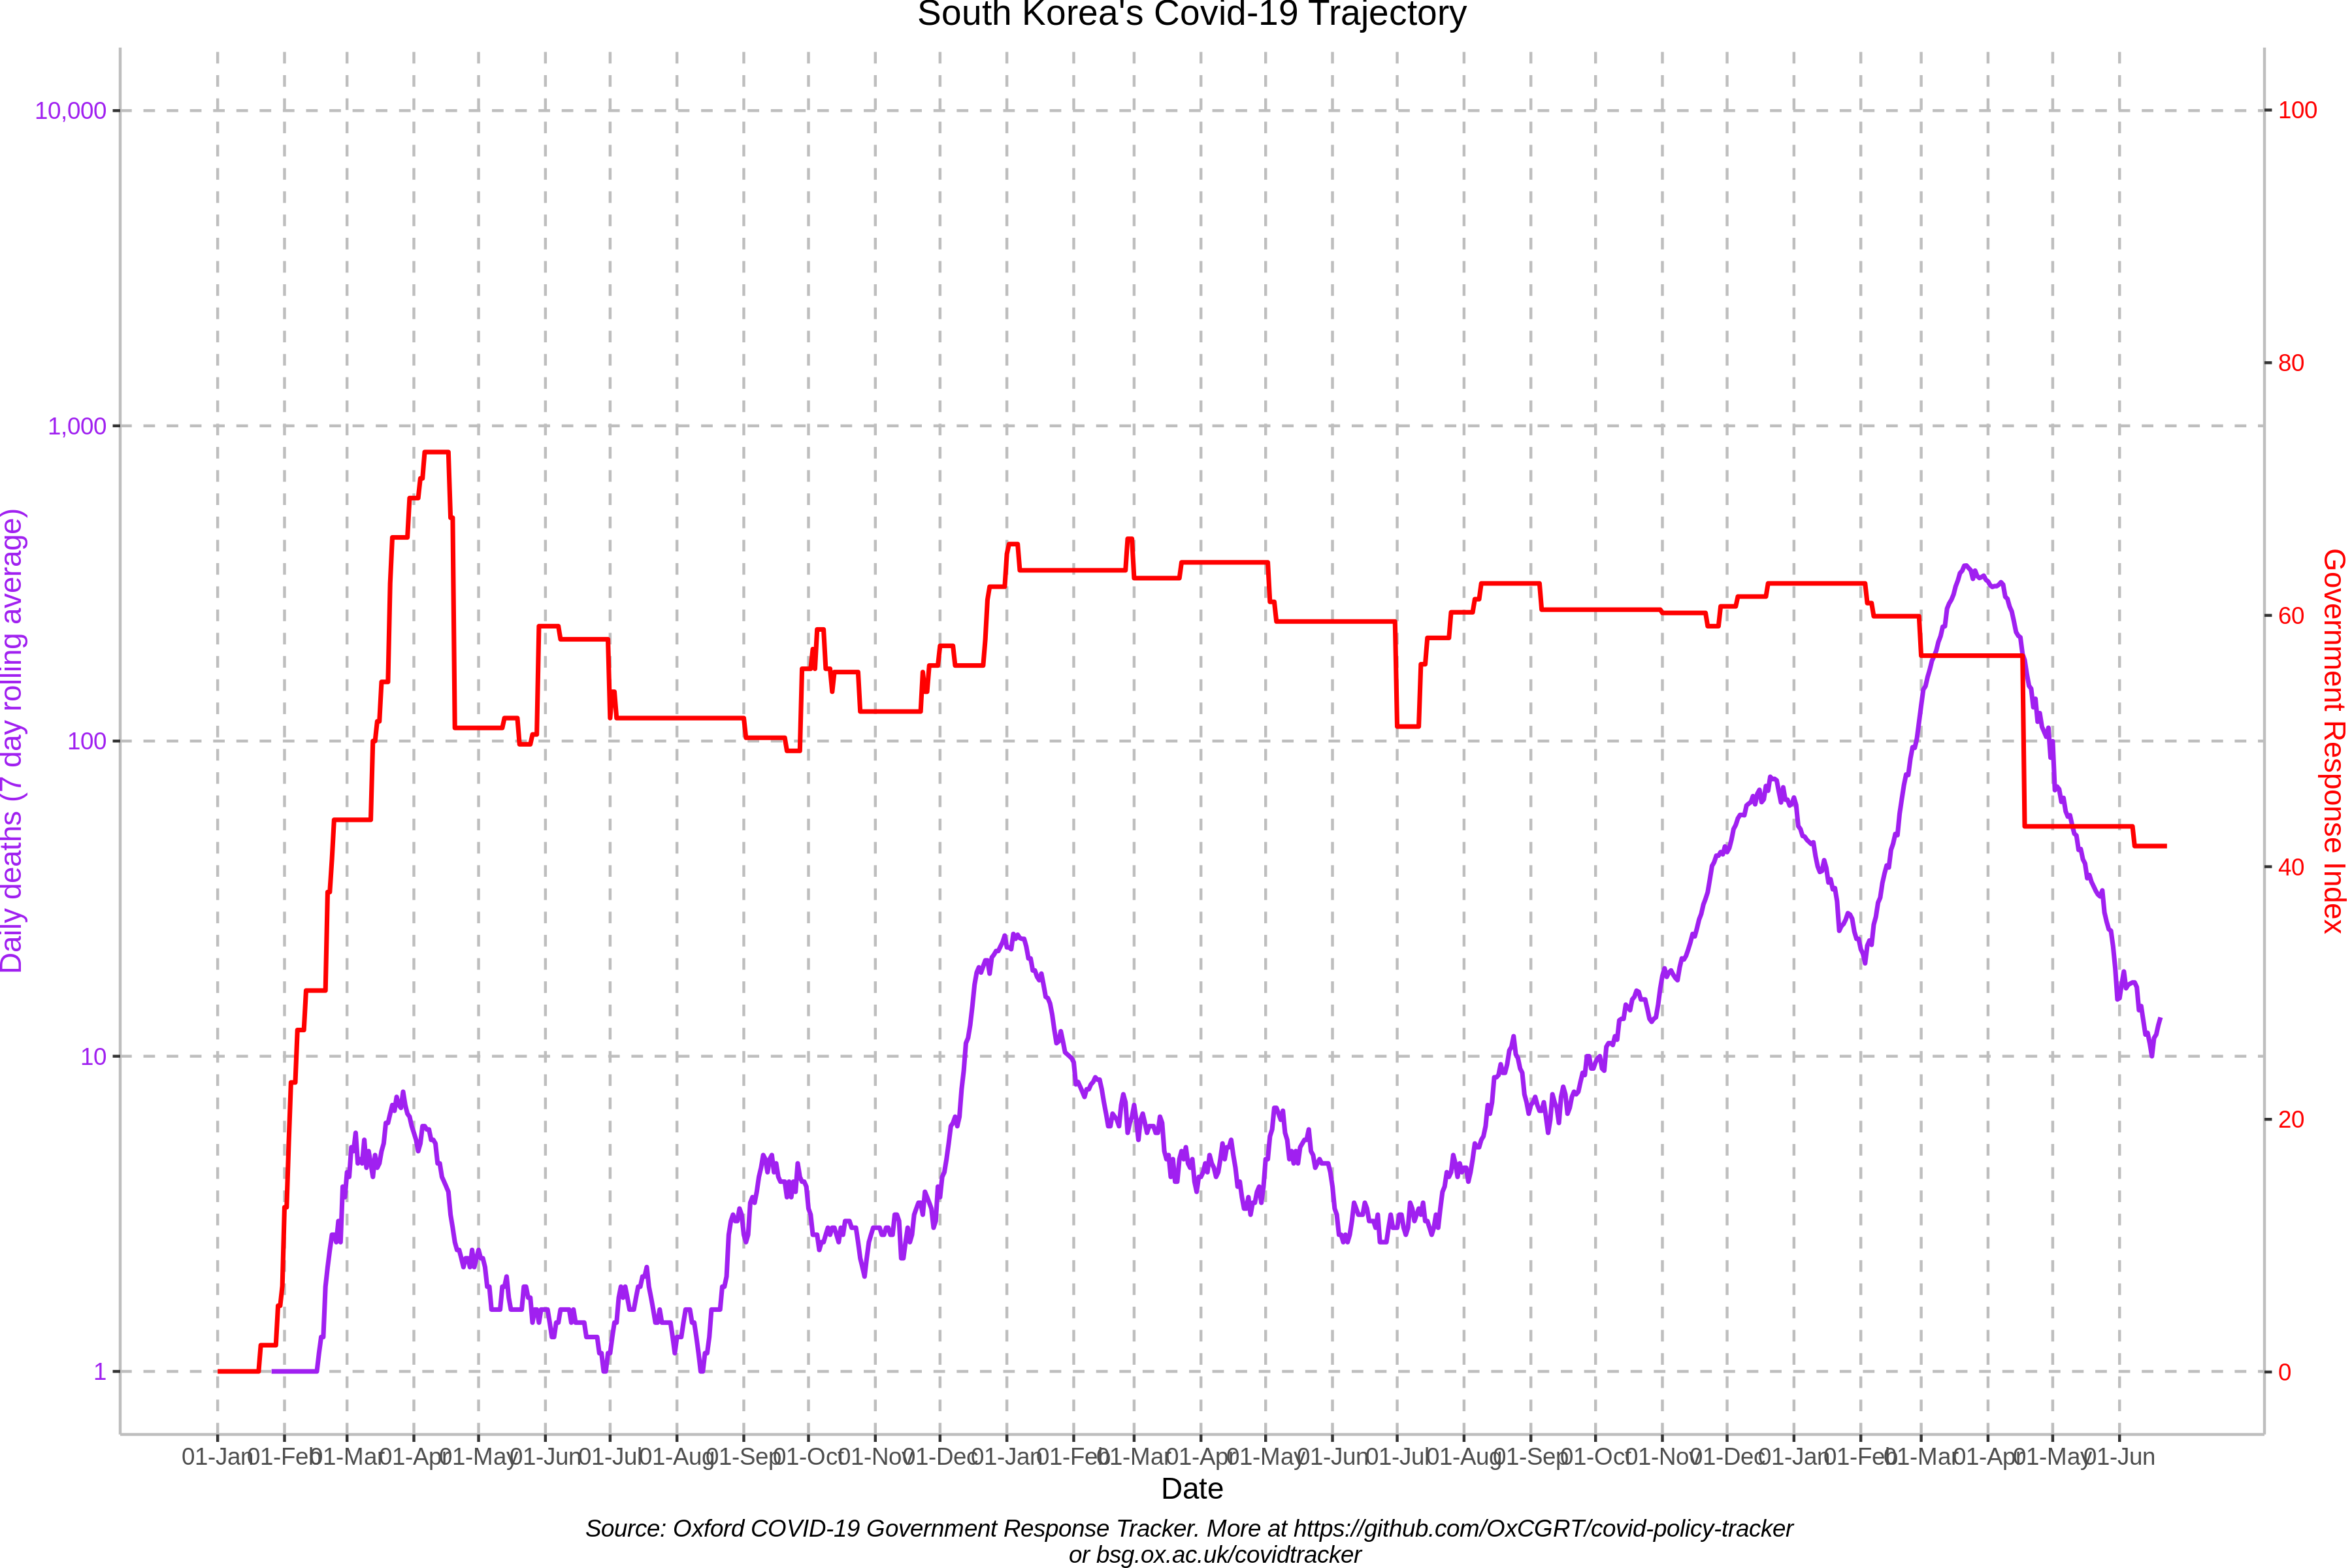 South Korea's Covid-19 Trajectory
10,000
1,000
100
10
1
Daily deaths (7 day rolling average)
100
80
60
40
20
0
Government Response Index
01-Jan 01-Feb 01-Mar 01-Apr 01-May 01-Jun 01-Jul 01-Aug 01-Sep 01-Oct 01-Nov 01-Dec 01-Jan 01-Feb 01-Mar 01-Apr 01-May 01-Jun 01-Jul 01-Aug 01-Sep 01-Oct 01-Nov 01-Dec 01-Jan 01-Feb 01-Mar 01-Apr 01-May 01-Jun
Date
Source: Oxford COVID-19 Government Response Tracker. More at https://github.com/OxCGRT/covid-policy-tracker
or bsg.ox.ac.uk/covidtracker